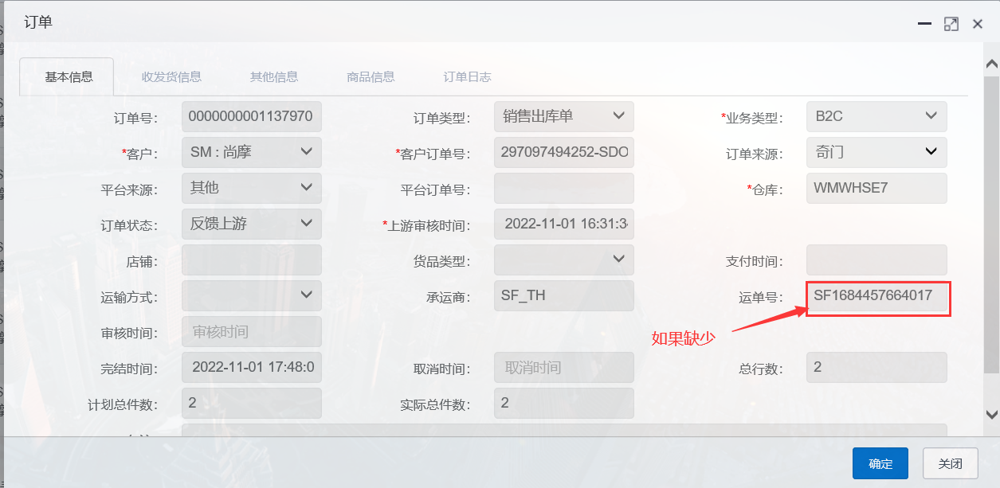 订单
基本信息 收发货信息 其他信息 商品信息 订单日志
订单号： 0000000001137970 订单类型： 销售出库单 *业务类型： B2C
*客户： SM : 尚摩 *客户订单号： 297097494252-SDO 订单来源： 奇门
平台来源： 其他 平台订单号： *仓库： WMWHSE7
订单状态： 反馈上游 *上游审核时间： 2022-11-01 16:31:3
店铺： 货品类型： 支付时间：
运输方式： 承运商： SF_TH 运单号： SF1684457664017
审核时间： 审核时间
如果缺少
完结时间： 2022-11-01 17:48:0 取消时间： 取消时间 总行数： 2
计划总件数： 2 实际总件数： 2
确定 关闭